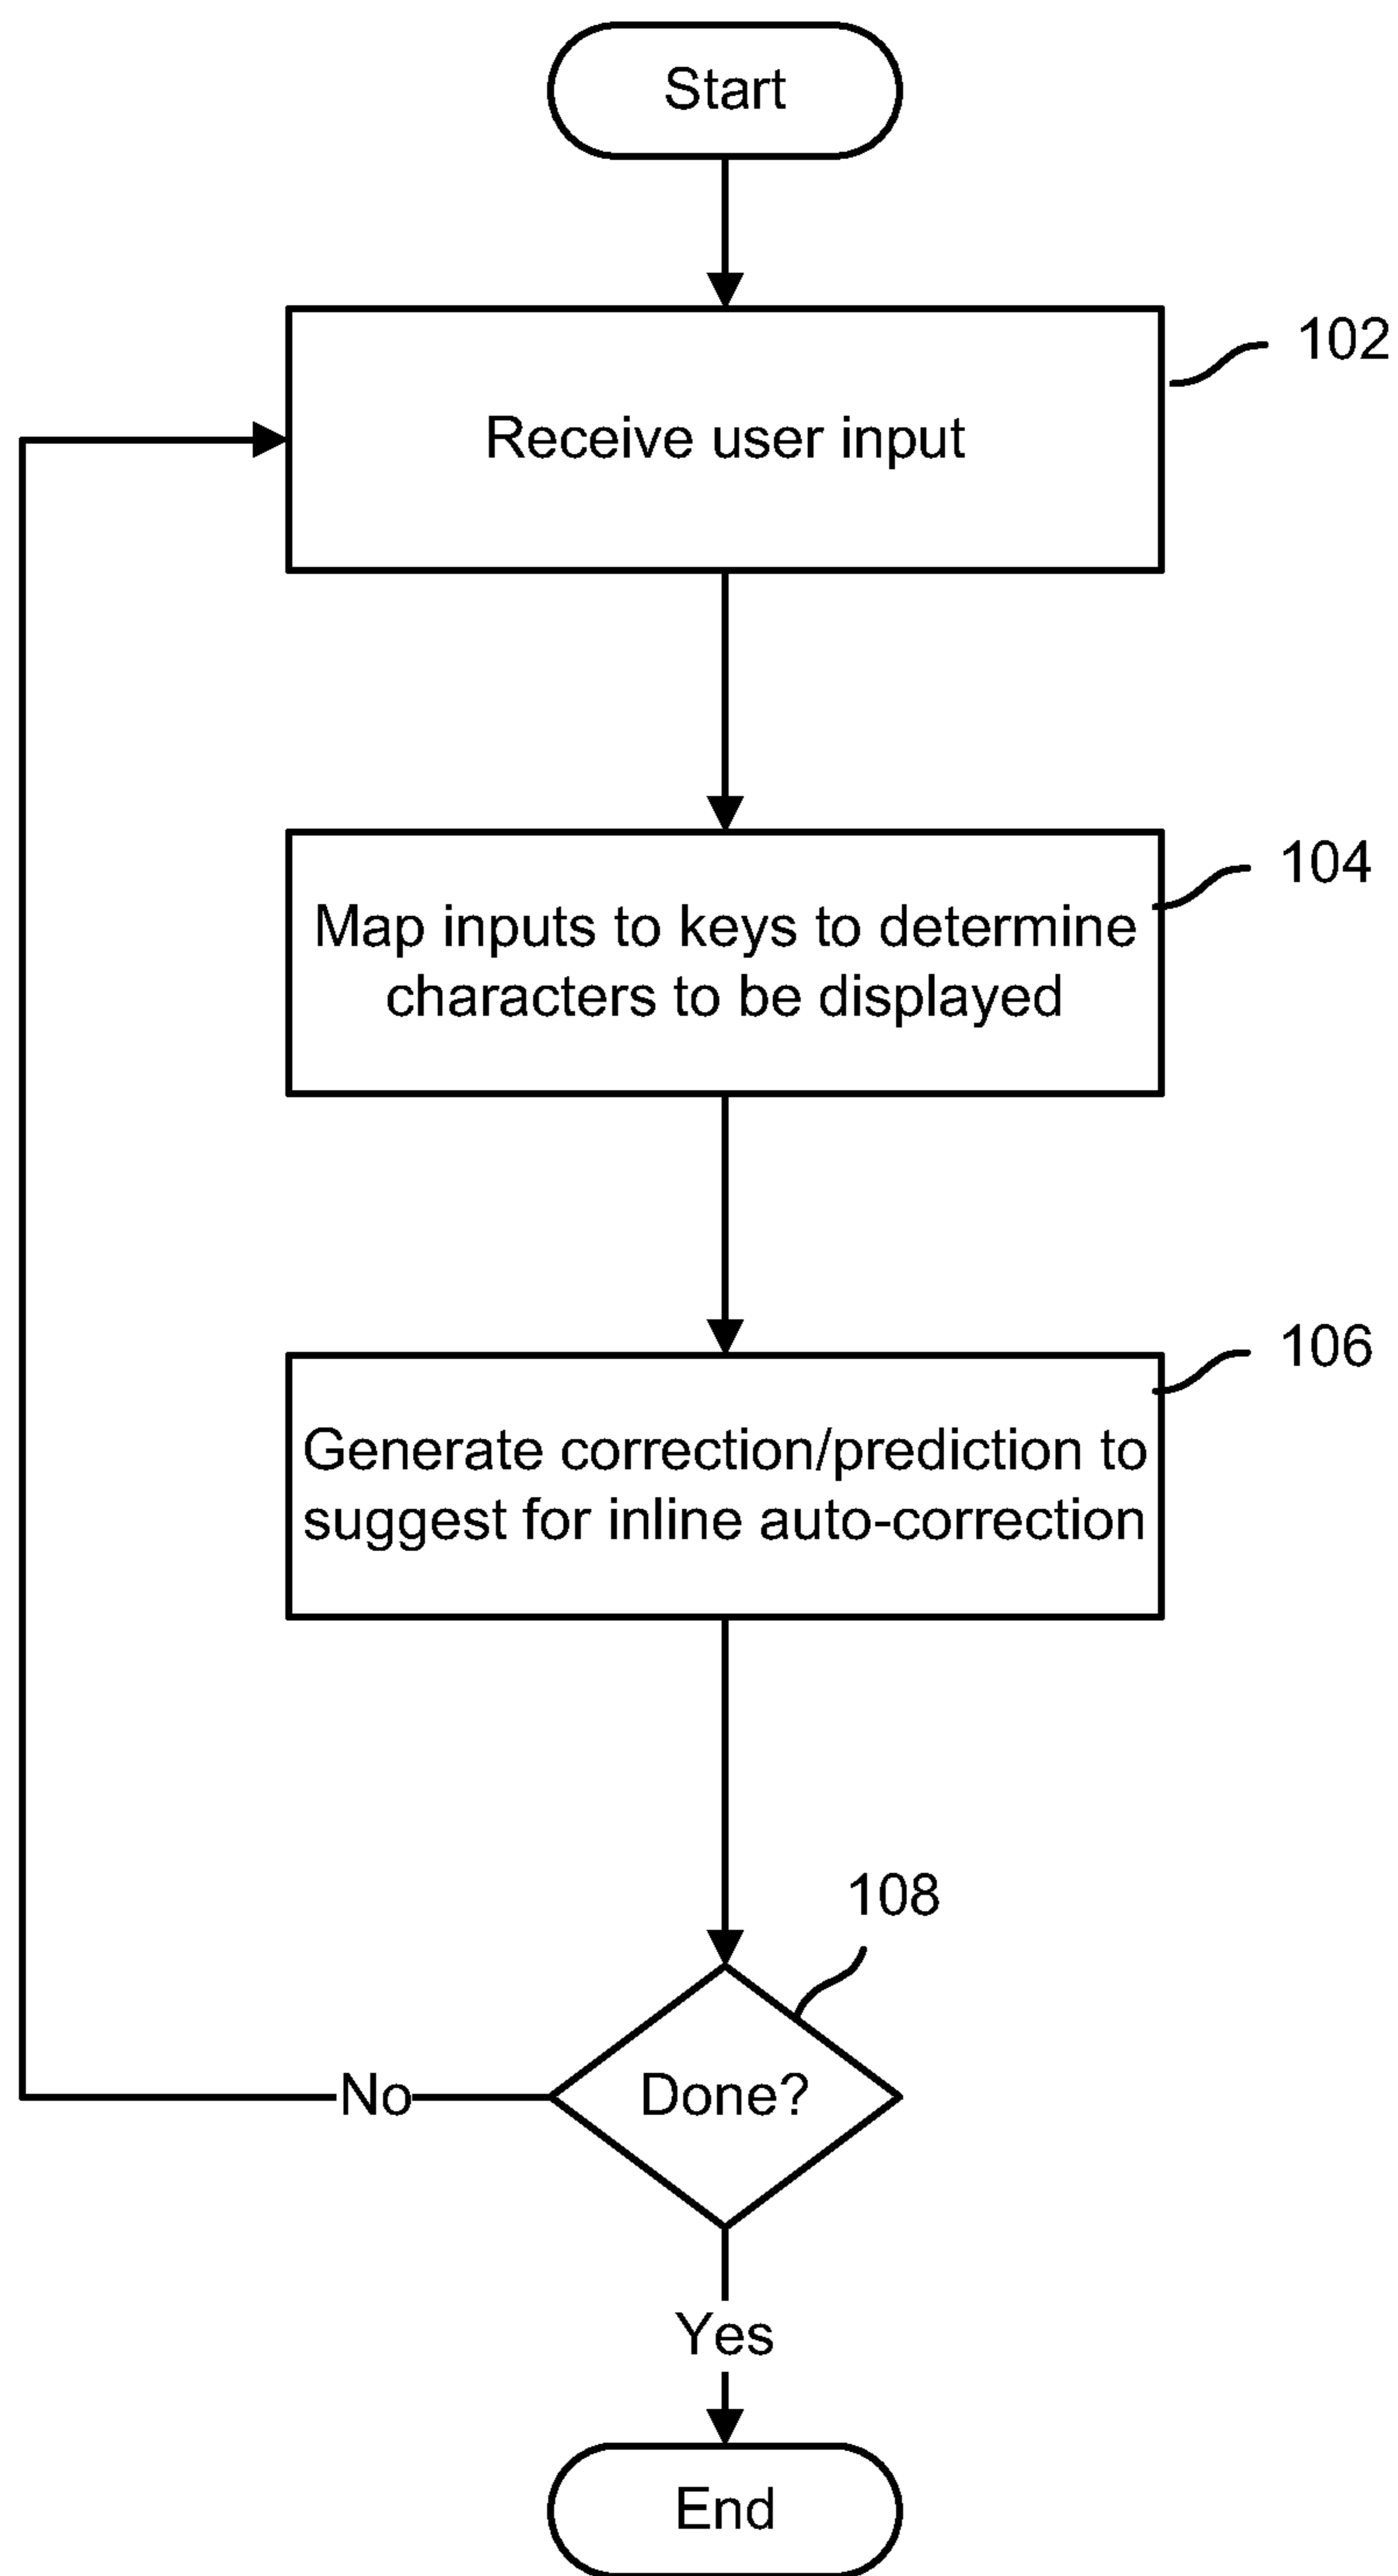 Start
102
Receive user input
104
Map inputs to keys to determine
characters to be displayed
106
Generate correction/prediction to
suggest for inline auto-correction
108
Done?
No
Yes
End